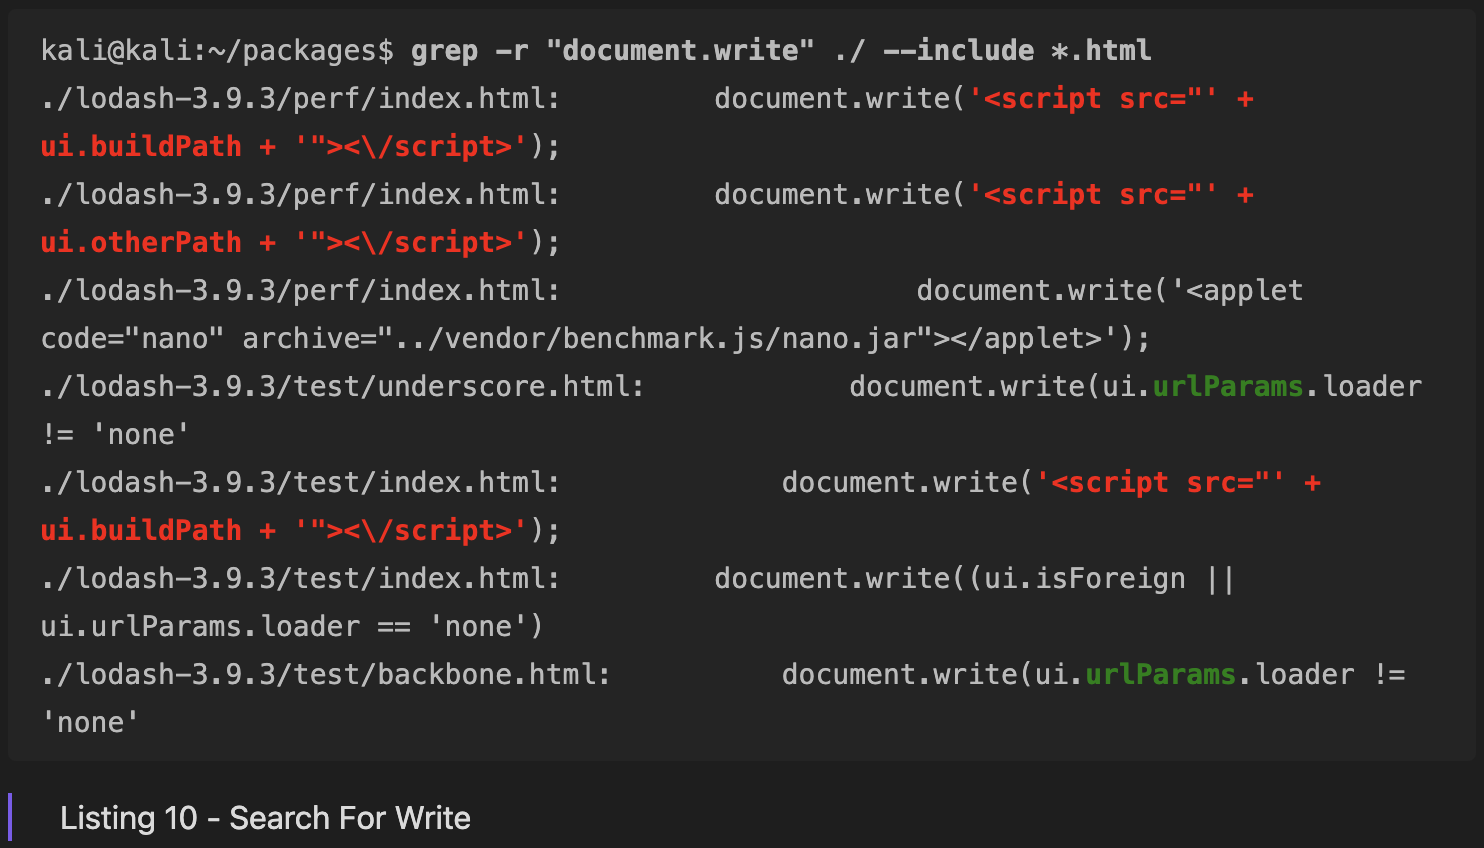 kali@kali:~/packages$ grep -r "document.write" ./ --include *.html
./lodash-3.9.3/perf/index.html:         document.write('<script src="' +
ui.buildPath + '"><\/script>');
./lodash-3.9.3/perf/index.html:         document.write('<script src="' +
ui.otherPath + '"><\/script>');
./lodash-3.9.3/perf/index.html:                     document.write('<applet
code="nano" archive="../vendor/benchmark.js/nano.jar"></applet>');
./lodash-3.9.3/test/underscore.html:            document.write(ui.urlParams.loader
!= 'none'
./lodash-3.9.3/test/index.html:             document.write('<script src="' +
ui.buildPath + '"><\/script>');
./lodash-3.9.3/test/index.html:         document.write((ui.isForeign ||
ui.urlParams.loader == 'none')
./lodash-3.9.3/test/backbone.html:          document.write(ui.urlParams.loader !=
'none'
Listing 10 - Search For Write